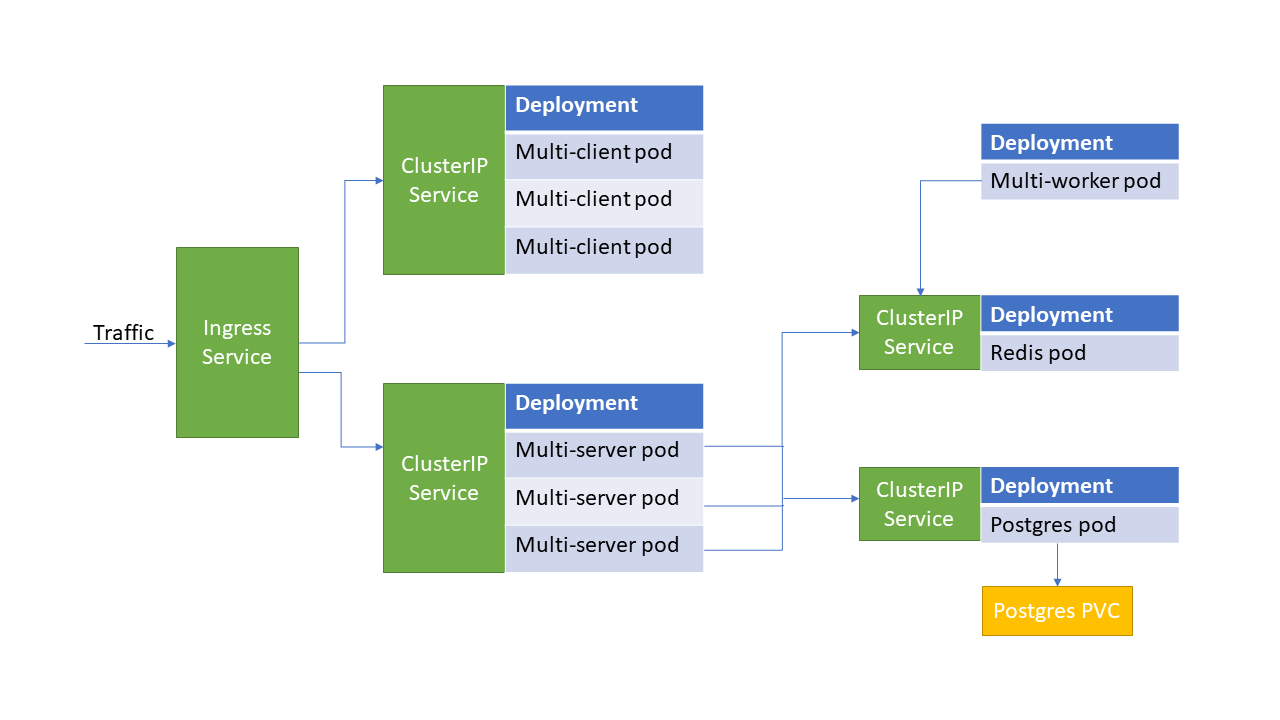 Traffic
Ingress
Service
ClusterIP
Service
Deployment
Multi-client pod
Multi-client pod
Multi-client pod
ClusterIP
Service
Deployment
Multi-server pod
Multi-server pod
Multi-server pod
Deployment
Multi-worker pod
ClusterIP
Service
Deployment
Redis pod
ClusterIP
Service
Deployment
Postgres pod
Postgres PVC